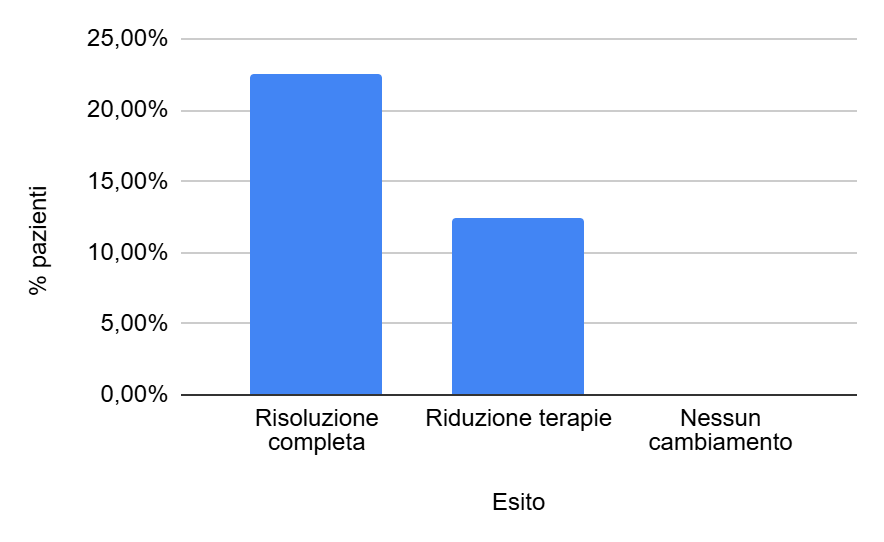 25,00%
20,00%
15,00%
10,00%
5,00%
0,00%
% pazienti
Risoluzione
completa
Riduzione terapie
Nessun
cambiamento
Esito